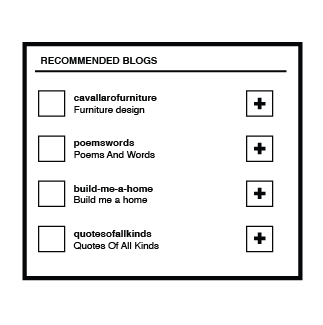 RECOMMENDED BLOGS
cavallarofurniture
Furniture design
poemswords
Poems And Words
build-me-a-home
Build me a home
quotesofallkinds
Quotes Of All Kinds